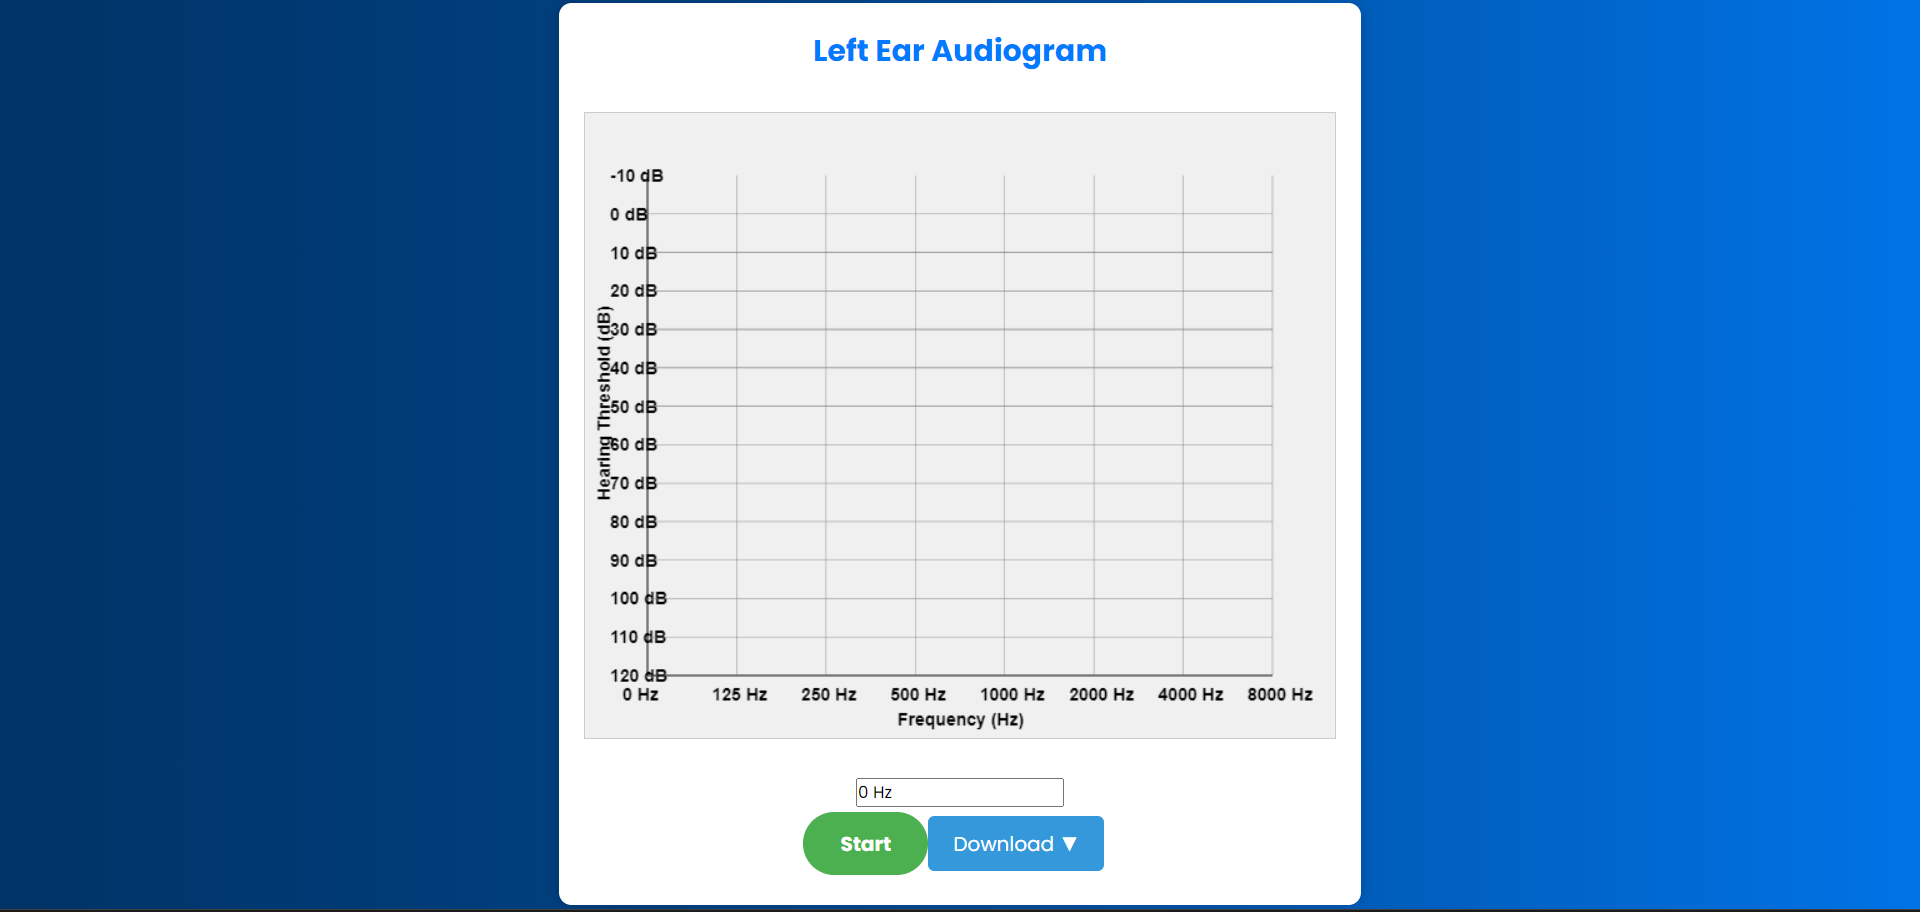 Left Ear Audiogram
-10 dB
0 dB
10 dB
20 dB
30 dB
40 dB
50 dB
60 dB
70 dB
80 dB
90 dB
100 dB
110 dB
120 dB
Hearing Threshold (dB)
0 Hz 125 Hz 250 Hz 500 Hz 1000 Hz 2000 Hz 4000 Hz 8000 Hz
Frequency (Hz)
0 Hz
Start Download ▼